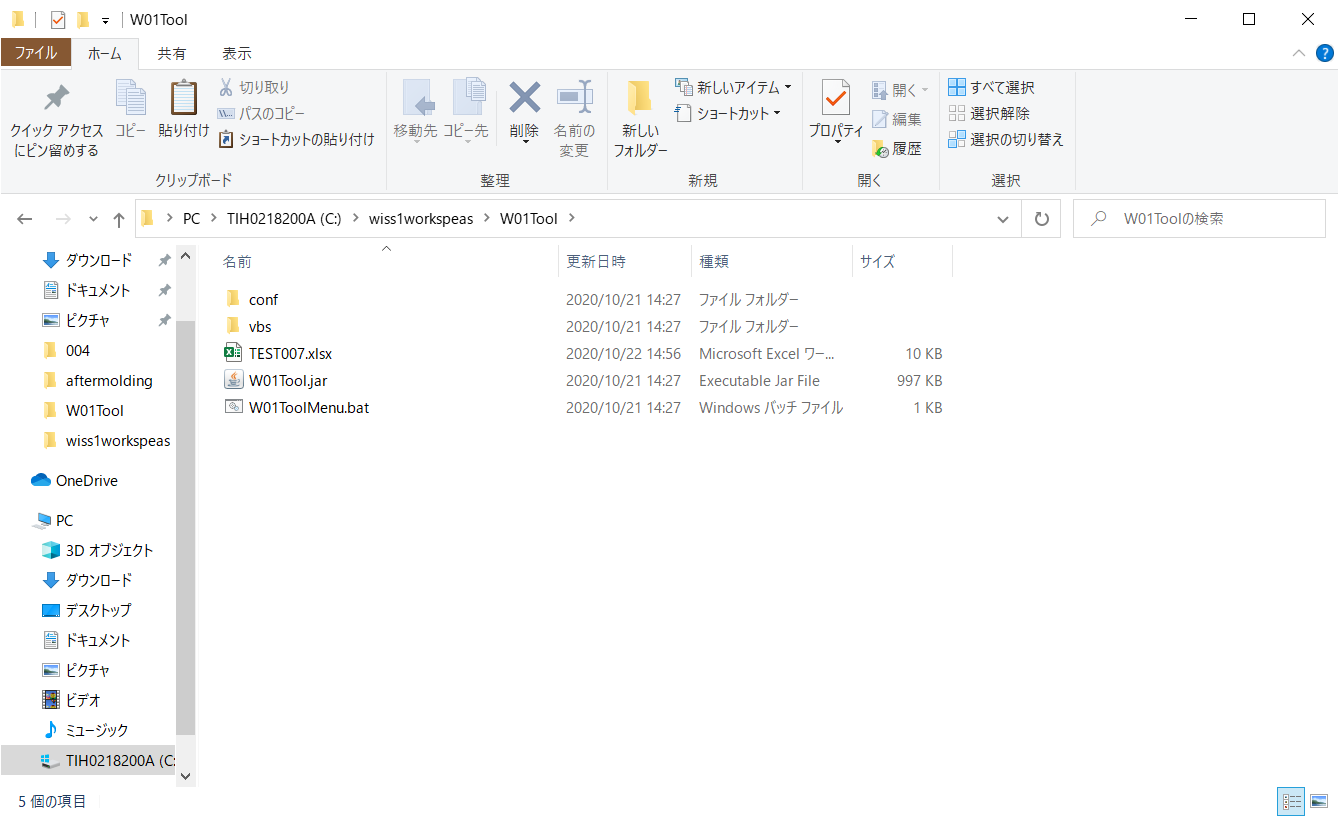 W01Tool
ファイル ホーム 共有 表示
クイック アクセス
にピン留めする
コピー
貼り付け
切り取り
パスのコピー
ショートカットの貼り付け
クリップボード
移動先
コピー先
削除
名前の
変更
整理
新しい
フォルダー
新しいアイテム
ショートカット
新規
プロパティ
開く
編集
履歴
開く
すべて選択
選択解除
選択の切り替え
選択
PC TIH0218200A (C:) wiss1workspeas W01Tool
W01Toolの検索
ダウンロード
ドキュメント
ピクチャ
004
aftermolding
W01Tool
wiss1workspeas
OneDrive
PC
3D オブジェクト
ダウンロード
デスクトップ
ドキュメント
ピクチャ
ビデオ
ミュージック
TIH0218200A (C:
名前 更新日時 種類 サイズ
conf 2020/10/21 14:27 ファイル フォルダー
vbs 2020/10/21 14:27 ファイル フォルダー
TEST007.xlsx 2020/10/22 14:56 Microsoft Excel ワー... 10 KB
W01Tool.jar 2020/10/21 14:27 Executable Jar File 997 KB
W01ToolMenu.bat 2020/10/21 14:27 Windows バッチ ファイル 1 KB
5 個の項目